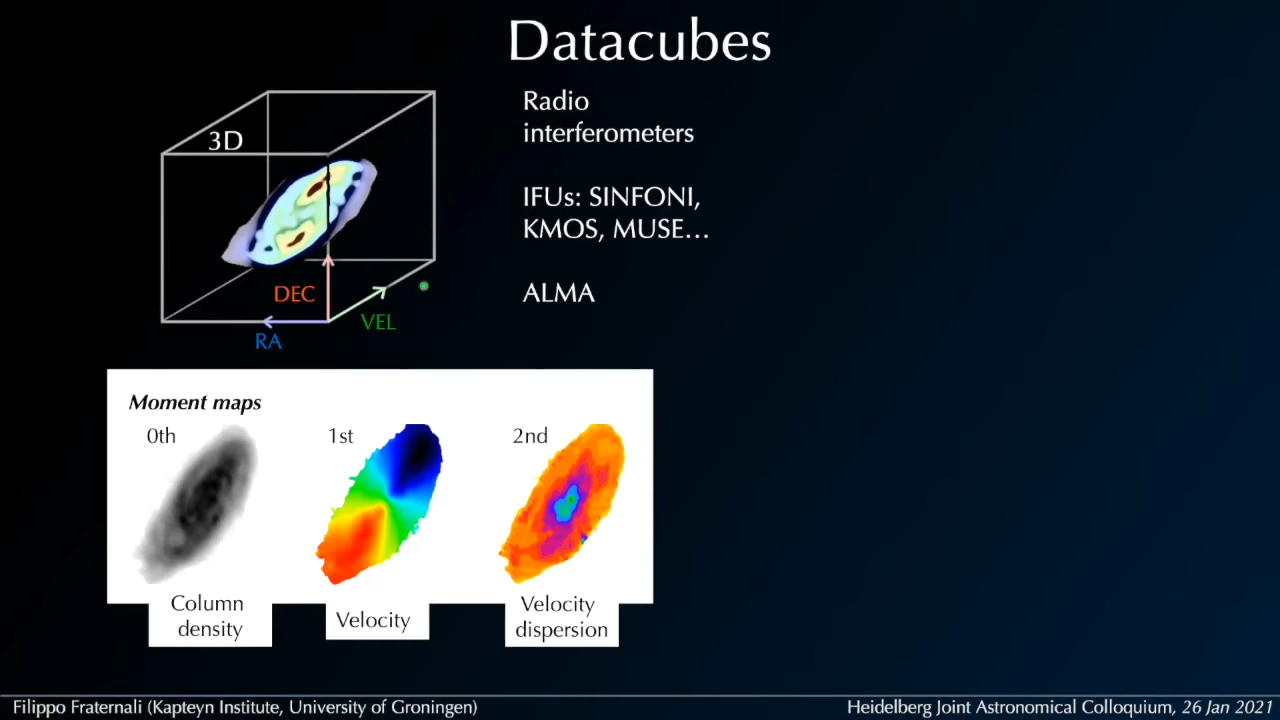 Datacubes
3D
DEC
VEL
RA
Radio
interferometers
IFUs: SINFONI,
KMOS, MUSE…
ALMA
Moment maps
0th
1st
2nd
Column
density
Velocity
Velocity
dispersion
Filippo Fraternali (Kapteyn Institute, University of Groningen)
Heidelberg Joint Astronomical Colloquium, 26 Jan 2021